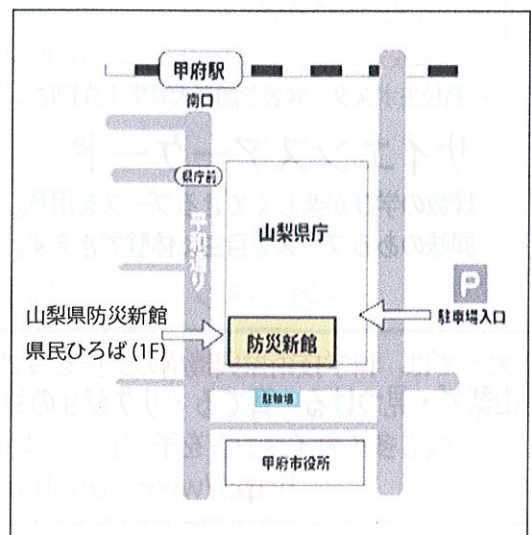 甲府駅
南口
県庁前
平和通り
山梨県庁
P
駐車場入口
山梨県防災新館
県民ひろば(1F)
防災新館
駐輪場
甲府市役所